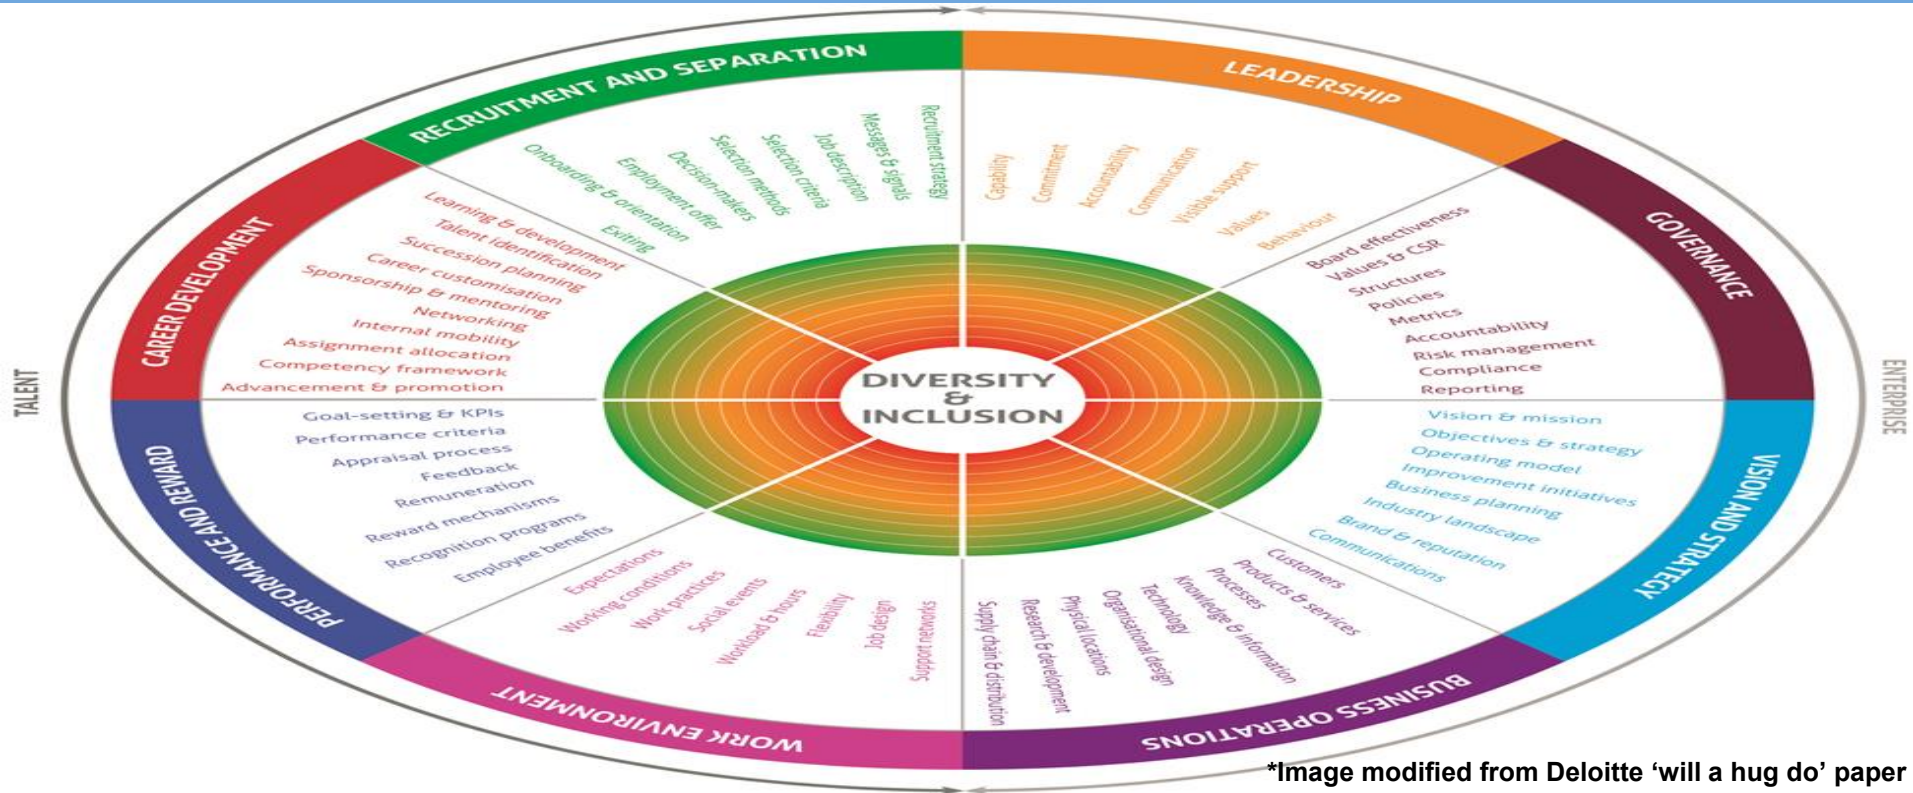 RECRUITMENT AND SEPARATION
Recruitment strategy
Messages & signals
Job description
Selection criteria
Selection methods
Decision-makers
Employment offer
Onboarding & orientation
Exiting
LEADERSHIP
Capability
Commitment
Accountability
Communication
Visible support
Values
Behaviour
GOVERNANCE
Board effectiveness
Values & CSR
Structures
Policies
Metrics
Accountability
Risk management
Compliance
Reporting
VISION AND STRATEGY
Vision & mission
Objectives & strategy
Operating model
Improvement initiatives
Business planning
Industry landscape
Brand & reputation
Communications
BUSINESS OPERATIONS
Customers
Products & services
Processes
Knowledge & information
Technology
Organisational design
Physical locations
Research & development
Supply chain & distribution
WORK ENVIRONMENT
Expectations
Working conditions
Work practices
Social events
Workload & hours
Flexibility
Job design
Support networks
PERFORMANCE AND REWARD
Goal-setting & KPIs
Performance criteria
Appraisal process
Feedback
Remuneration
Reward mechanisms
Recognition programs
Employee benefits
CAREER DEVELOPMENT
Learning & development
Talent identification
Succession planning
Career customisation
Sponsorship & mentoring
Networking
Internal mobility
Assignment allocation
Competency framework
Advancement & promotion
TALENT
ENTERPRISE
DIVERSITY
&
INCLUSION
*Image modified from Deloitte ‘will a hug do’ paper